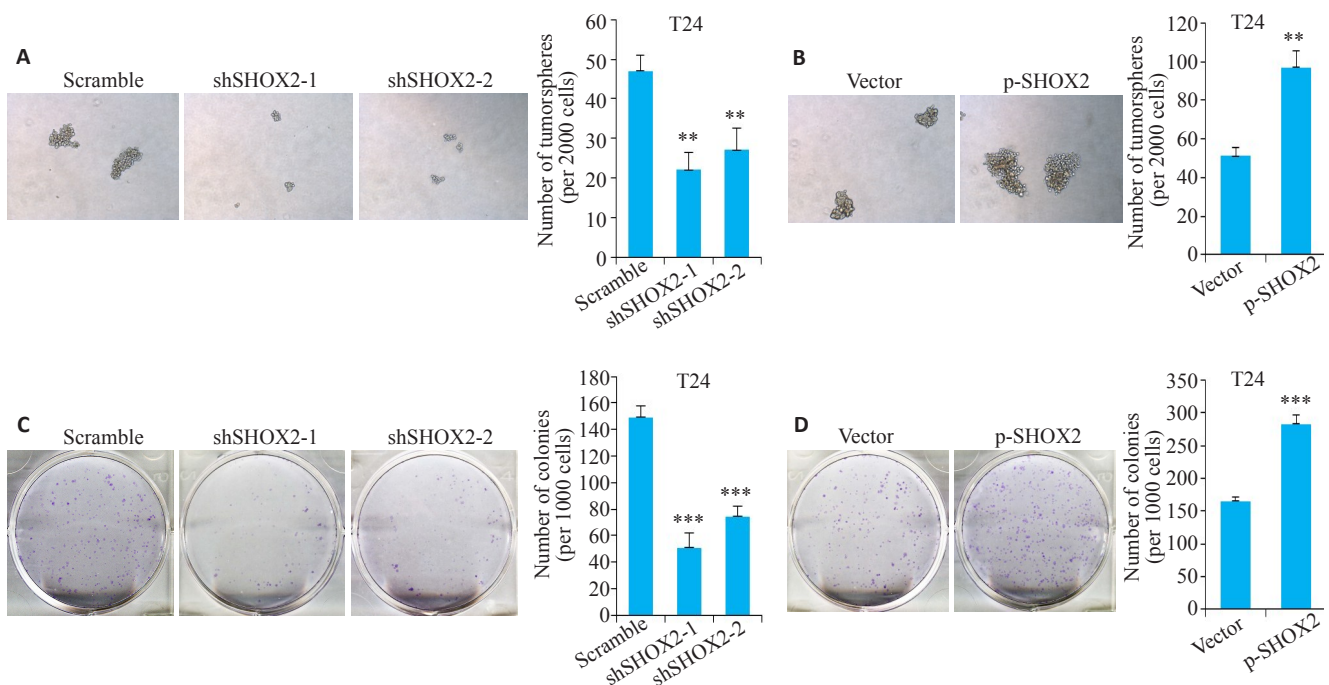 A
Scramble
shSHOX2-1
shSHOX2-2
T24
Number of tumorspheres
(per 2000 cells)
60
50
40
30
20
10
0
**
**
Scramble
shSHOX2-1
shSHOX2-2
B
Vector
p-SHOX2
T24
Number of tumorspheres
(per 2000 cells)
120
100
80
60
40
20
0
**
Vector
p-SHOX2
C
Scramble
shSHOX2-1
shSHOX2-2
T24
Number of colonies
(per 1000 cells)
180
160
140
120
100
80
60
40
20
0
***
***
Scramble
shSHOX2-1
shSHOX2-2
D
Vector
p-SHOX2
T24
Number of colonies
(per 1000 cells)
350
300
250
200
150
100
50
0
***
Vector
p-SHOX2